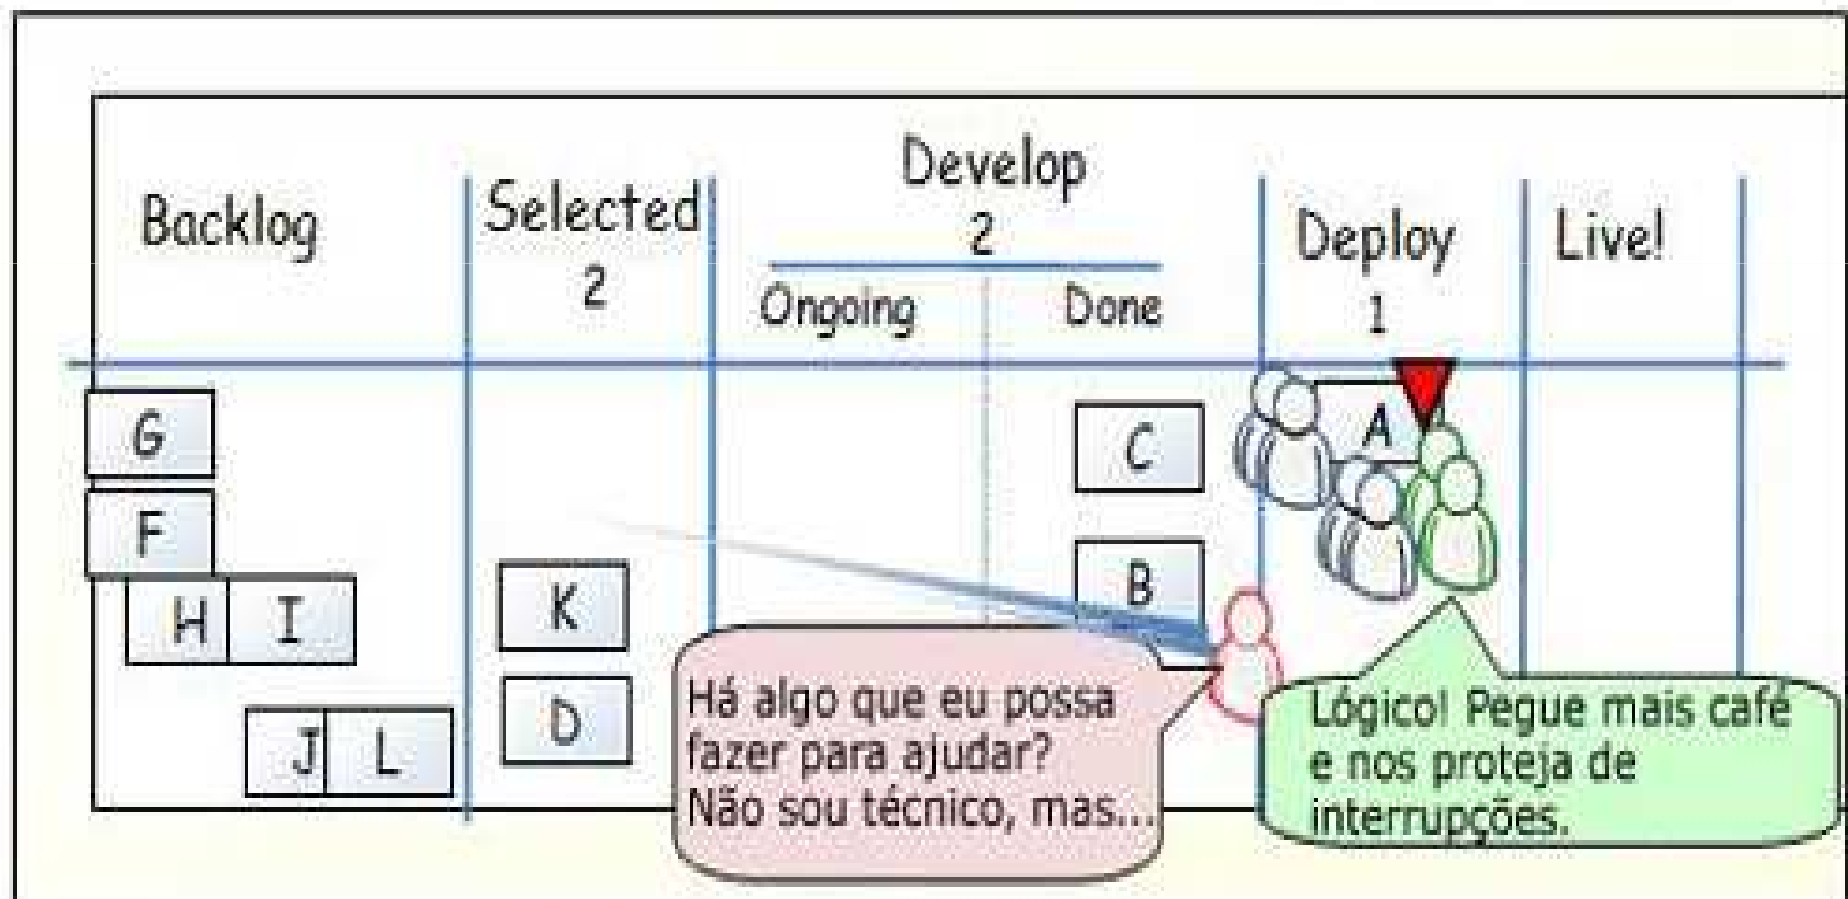 Backlog
Selected
2
Develop
2
Ongoing
Done
Deploy
1
Live!
G
F
H I
J L
K
D
C
B
A
Há algo que eu possa
fazer para ajudar?
Não sou técnico, mas...
Lógico! Pegue mais café
e nos proteja de
interrupções.